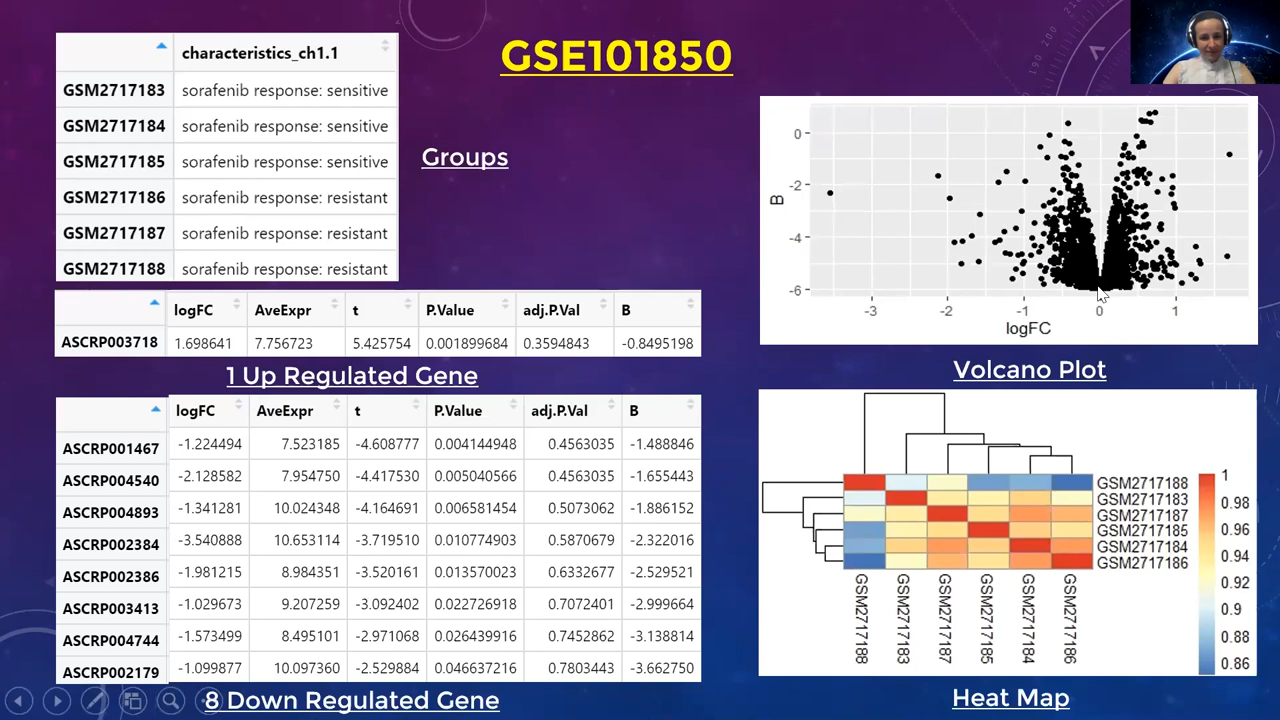 GSE101850
characteristics_ch1.1
GSM2717183 sorafenib response: sensitive
GSM2717184 sorafenib response: sensitive
GSM2717185 sorafenib response: sensitive
GSM2717186 sorafenib response: resistant
GSM2717187 sorafenib response: resistant
GSM2717188 sorafenib response: resistant
Groups
logFC AveExpr t P.Value adj.P.Val B
ASCRP003718 1.698641 7.756723 5.425754 0.001899684 0.3594843 -0.8495198
1 Up Regulated Gene
logFC AveExpr t P.Value adj.P.Val B
ASCRP001467 -1.224494 7.523185 -4.608777 0.004144948 0.4563035 -1.488846
ASCRP004540 -2.128582 7.954750 -4.417530 0.005040566 0.4563035 -1.655443
ASCRP004893 -1.341281 10.024348 -4.164691 0.006581454 0.5073062 -1.886152
ASCRP002384 -3.540888 10.653114 -3.719510 0.010774903 0.5870679 -2.322016
ASCRP002386 -1.981215 8.984351 -3.520161 0.013570023 0.6332677 -2.529521
ASCRP003413 -1.029673 9.207259 -3.092402 0.022726918 0.7072401 -2.999664
ASCRP004744 -1.573499 8.495101 -2.971068 0.026439916 0.7452862 -3.138814
ASCRP002179 -1.099877 10.097360 -2.529884 0.046637216 0.7803443 -3.662750
8 Down Regulated Gene
0
-2
B
-4
-6
-3 -2 -1 0 1
logFC
Volcano Plot
GSM2717188
GSM2717183
GSM2717187
GSM2717185
GSM2717184
GSM2717186
GSM2717188 GSM2717183 GSM2717187 GSM2717185 GSM2717184 GSM2717186
1
0.98
0.96
0.94
0.92
0.9
0.88
0.86
Heat Map